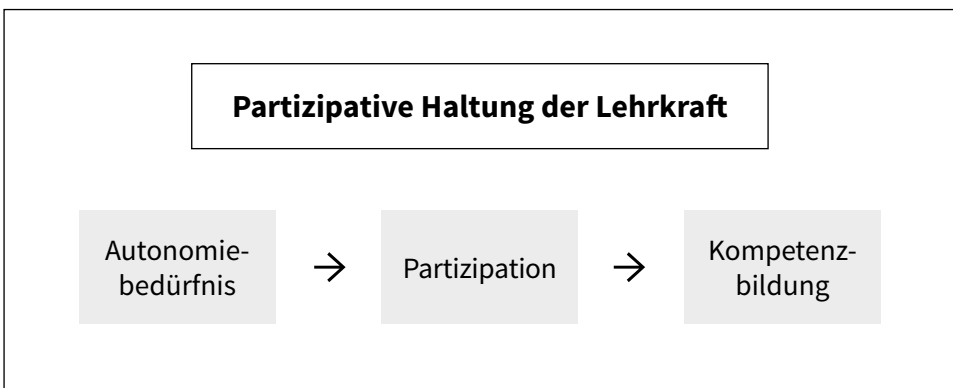 Partizipative Haltung der Lehrkraft
Autonomie-
bedürfnis
→
Partizipation
→
Kompetenz-
bildung